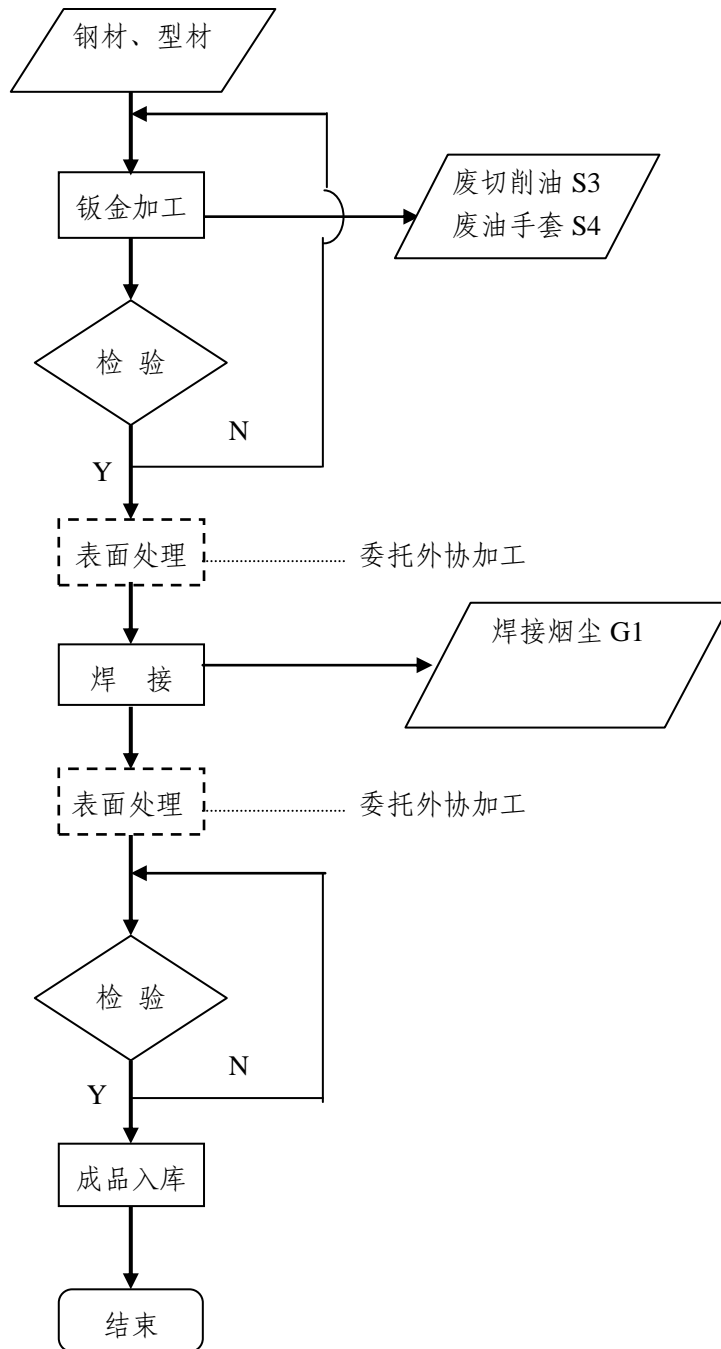 钢材、型材
钣金加工
废切削油 S3
废油手套 S4
检 验
N
Y
表面处理
委托外协加工
焊接烟尘 G1
焊 接
表面处理
委托外协加工
检 验
N
Y
成品入库
结束